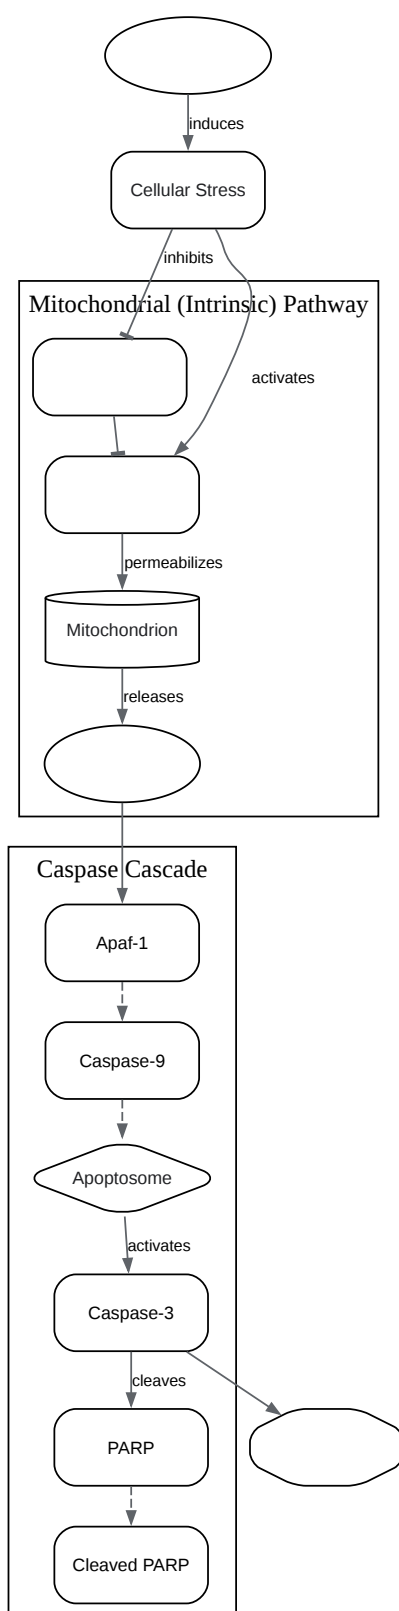 induces
Cellular Stress
inhibits
Mitochondrial (Intrinsic) Pathway
activates
permeabilizes
Mitochondrion
releases
Caspase Cascade
Apaf-1
Caspase-9
Apoptosome
activates
Caspase-3
cleaves
PARP
Cleaved PARP